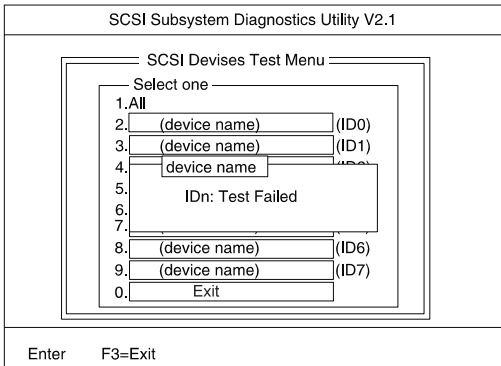 SCSI Subsystem Diagnostics Utility V2.1
SCSI Devises Test Menu
Select one
1.All
2. (device name) (ID0)
3. (device name) (ID1)
4. device name
5. IDn: Test Failed
6.
7.
8. (device name) (ID6)
9. (device name) (ID7)
0. Exit
Enter F3=Exit